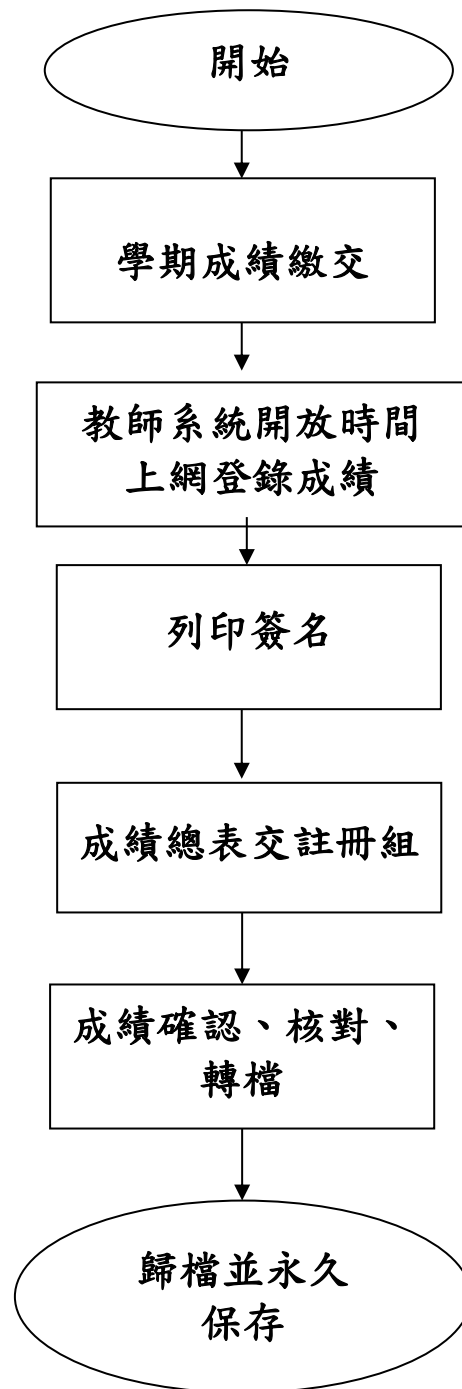 開始
學期成績繳交
教師系統開放時間
上網登錄成績
列印簽名
成績總表交註冊組
成績確認、核對、
轉檔
歸檔並永久
保存